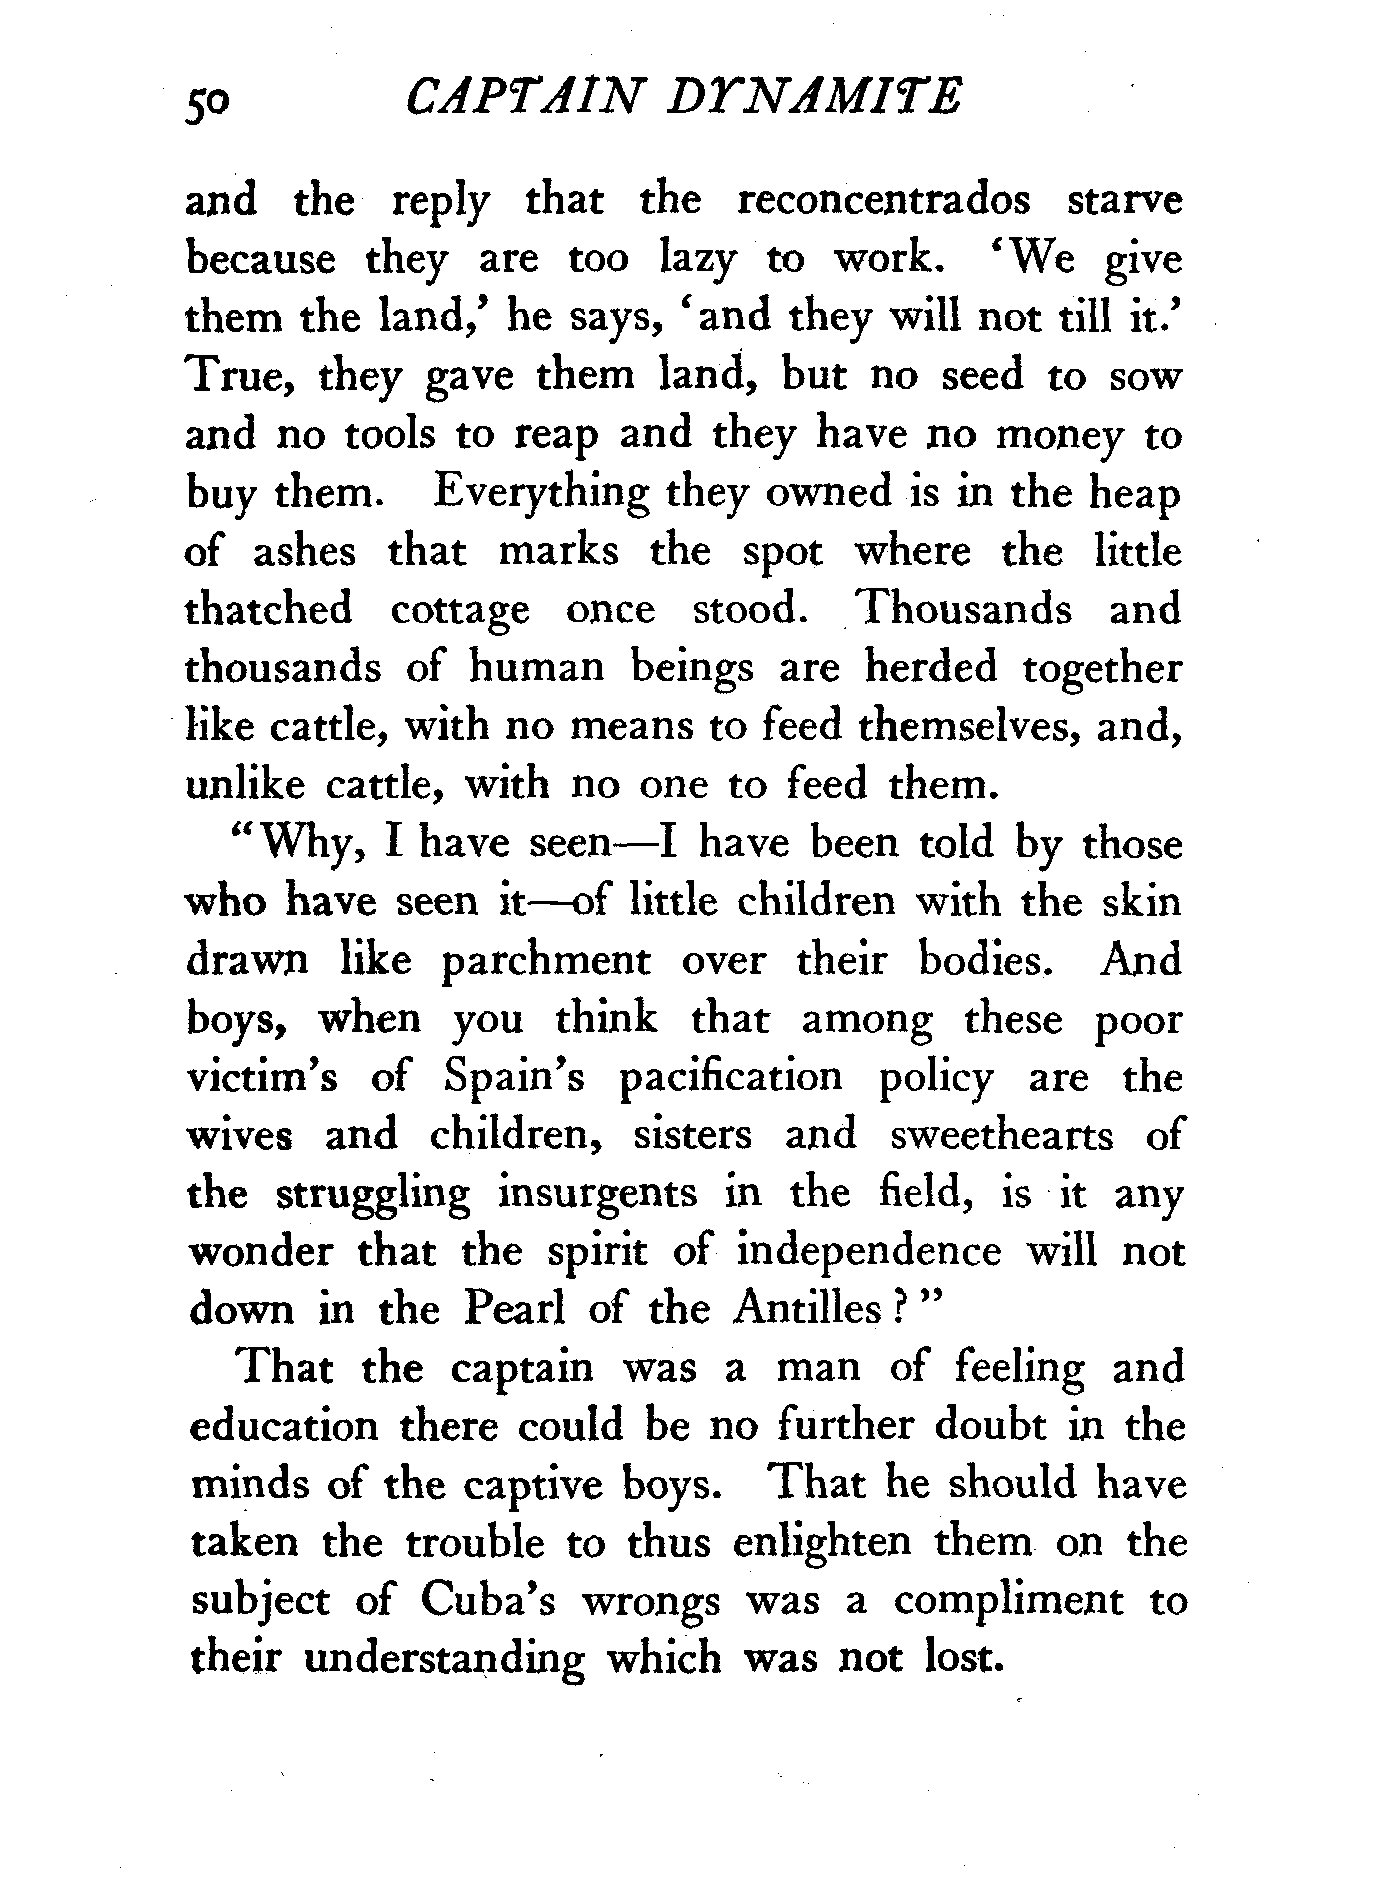 50 CAPTAIN DYNAMITE
and the reply that the reconcentrados starve
because they are too lazy to work. ‘We give
them the land,’ he says, ‘and they will not till it.’
True, they gave them land, but no seed to sow
and no tools to reap and they have no money to
buy them. Everything they owned is in the heap
of ashes that marks the spot where the little
thatched cottage once stood. Thousands and
thousands of human beings are herded together
like cattle, with no means to feed themselves, and,
unlike cattle, with no one to feed them.
“Why, I have seen—I have been told by those
who have seen it—of little children with the skin
drawn like parchment over their bodies. And
boys, when you think that among these poor
victim’s of Spain’s pacification policy are the
wives and children, sisters and sweethearts of
the struggling insurgents in the field, is it any
wonder that the spirit of independence will not
down in the Pearl of the Antilles?”
That the captain was a man of feeling and
education there could be no further doubt in the
minds of the captive boys. That he should have
taken the trouble to thus enlighten them on the
subject of Cuba’s wrongs was a compliment to
their understanding which was not lost.